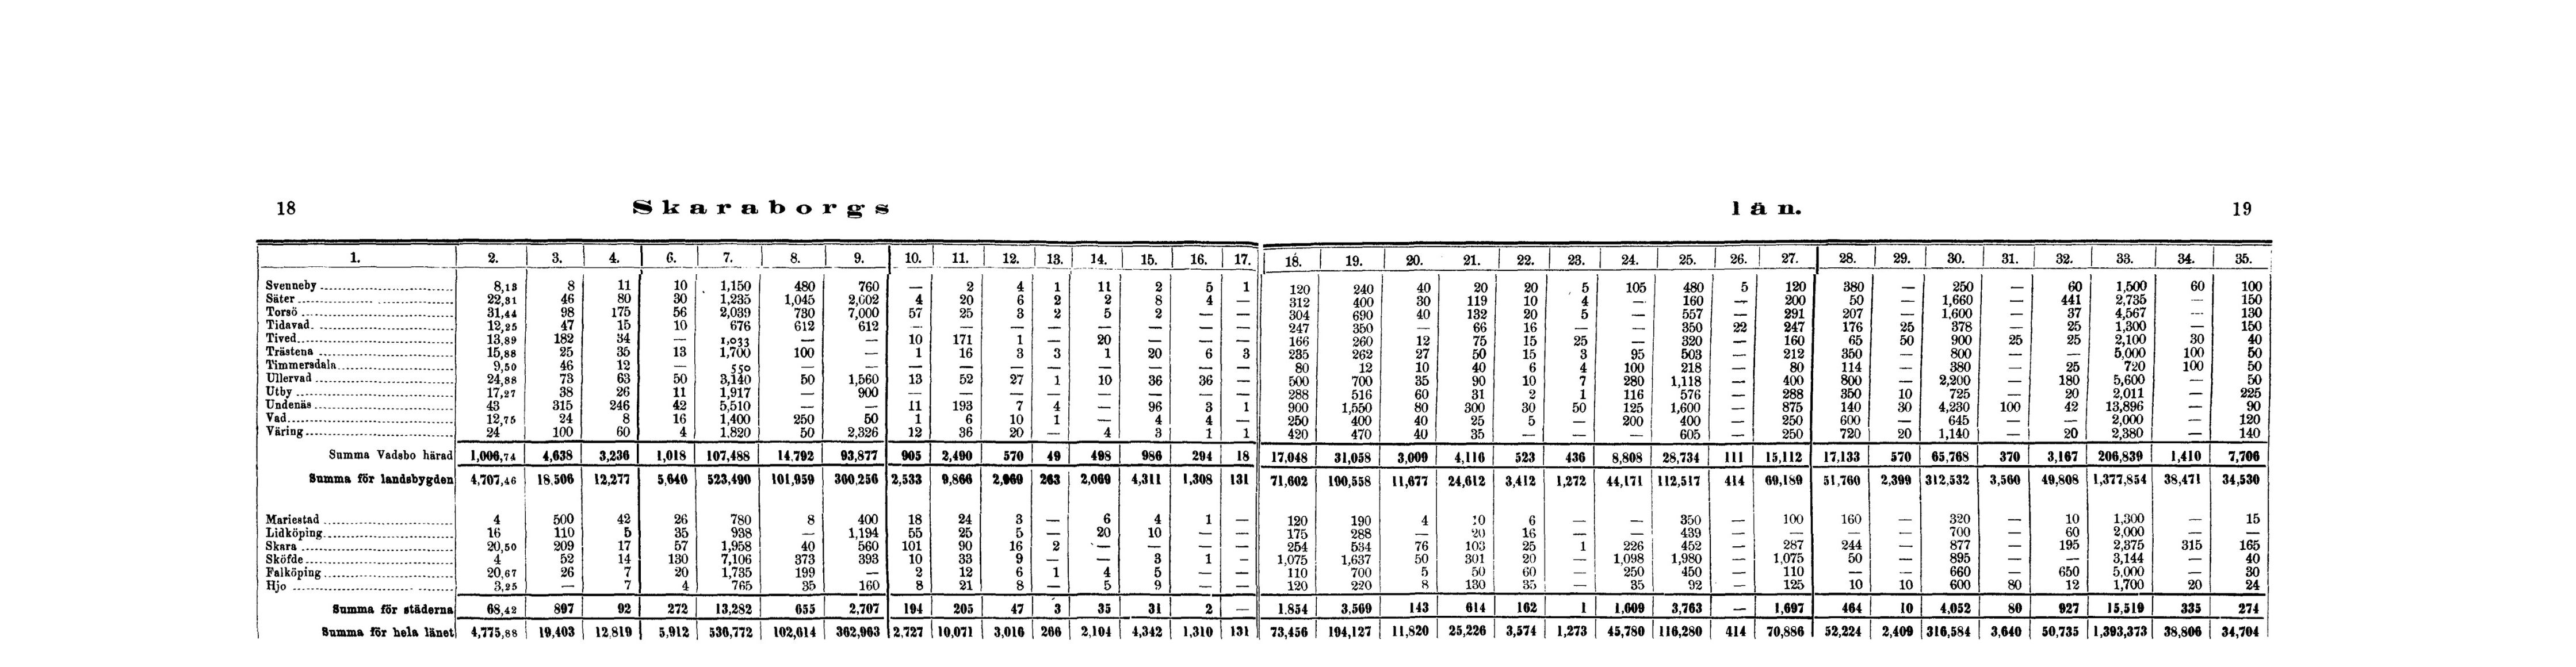 18 Skaraborgs län. 19
1. 2. 3. 4. 6. 7. 8. 9. 10. 11. 12. 13. 14. 15. 16. 17. 18. 19. 20. 21. 22. 23. 24. 25. 26. 27. 28. 29. 30. 31. 32. 33. 34. 35.
Svenneby 8,13 8 11 10 1,150 480 760 — 2 4 1 11 2 5 1 120 240 40 20 20 5 105 480 5 120 380 — 250 — 60 1,500 60 100
Säter 22,31 46 80 30 1,235 1,045 2,002 4 20 6 2 2 8 4 — 312 400 30 119 10 4 — 160 — 200 50 — 1,660 — 441 2,735 — 150
Torsö 31,44 98 175 56 2,039 730 7,000 57 25 3 2 5 2 — — 304 690 40 132 20 5 — 557 — 291 207 — 1,600 — 37 4,567 — 130
Tidavad 12,25 47 15 10 676 612 612 — — — — — — — — 247 350 — 66 16 — — 350 22 247 176 25 378 — 25 1,300 — 150
Tived 13,89 182 34 — 1,033 — — 10 171 1 — 20 — — — 166 260 12 75 15 25 — 320 — 160 65 50 900 25 25 2,100 30 40
Trästena 15,88 25 35 13 1,700 100 — 1 16 3 3 1 20 6 3 235 262 27 50 15 3 95 503 — 212 350 — 800 — — 5,000 100 50
Timmersdala 9,50 46 12 — 550 — — — — — — — — — — 80 12 10 40 6 4 100 218 — 80 114 — 380 — 25 720 100 50
Ullervad 24,88 73 63 50 3,140 50 1,560 13 52 27 1 10 36 36 — 500 700 35 90 10 7 280 1,118 — 400 800 — 2,200 — 180 5,600 — 50
Utby 17,27 38 26 11 1,917 — 900 — — — — — — — — 288 516 60 31 2 1 116 576 — 288 350 10 725 — 20 2,011 — 225
Undenäs 43 315 246 42 5,510 — — 11 193 7 4 — 96 3 1 900 1,550 80 300 30 50 125 1,600 — 875 140 30 4,230 100 42 13,896 — 90
Vad 12,75 24 8 16 1,400 250 50 1 6 10 1 — 4 4 — 250 400 40 25 5 — 200 400 — 250 600 — 645 — — 2,000 — 120
Väring 24 100 60 4 1,820 50 2,326 12 36 20 — 4 3 1 1 420 470 40 35 — — — 605 — 250 720 20 1,140 — 20 2,380 — 140
Summa Vadsbo härad 1,006,74 4,638 3,236 1,018 107,488 14,792 93,877 905 2,490 570 49 498 986 294 18 17,048 31,058 3,009 4,116 523 436 8,808 28,734 111 15,112 17,133 570 65,768 370 3,167 206,839 1,410 7,706
Summa för landsbygden 4,707,46 18,506 12,277 5,640 523,490 101,959 360,256 2,533 9,866 2,969 263 2,069 4,311 1,308 131 71,602 190,558 11,677 24,612 3,412 1,272 44,171 112,517 414 69,189 51,760 2,399 312,532 3,560 49,808 1,377,854 38,471 34,530
Mariestad 4 500 42 26 780 8 400 18 24 3 — 6 4 1 — 120 190 4 10 6 — — 350 — 100 160 — 320 — 10 1,300 — 15
Lidköping 16 110 5 35 938 — 1,194 55 25 5 — 20 10 — — 175 288 — 20 16 — — 439 — — — — 700 — 60 2,000 — —
Skara 20,50 209 17 57 1,958 40 560 101 90 16 2 — — — — 254 534 76 103 25 1 226 452 — 287 244 — 877 — 195 2,375 315 165
Sköfde 4 52 14 130 7,106 373 393 10 33 9 — — 3 1 — 1,075 1,637 50 301 20 — 1,098 1,980 — 1,075 50 — 895 — — 3,144 — 40
Falköping 20,67 26 7 20 1,735 199 — 2 12 6 1 4 5 — — 110 700 5 50 60 — 250 450 — 110 — — 660 — 650 5,000 — 30
Hjo 3,25 — 7 4 765 35 160 8 21 8 — 5 9 — — 120 220 8 130 35 — 35 92 — 125 10 10 600 80 12 1,700 20 24
Summa för städerna 68,42 897 92 272 13,282 655 2,707 194 205 47 3 35 31 2 — 1,854 3,569 143 614 162 1 1,609 3,763 — 1,697 464 10 4,052 80 927 15,519 335 274
Summa för hela länet 4,775,88 19,403 12,819 5,912 536,772 102,614 362,963 2,727 10,071 3,016 266 2,104 4,342 1,310 131 73,456 194,127 11,820 25,226 3,574 1,273 45,780 116,280 414 70,886 52,224 2,409 316,584 3,640 50,735 1,393,373 38,806 34,704